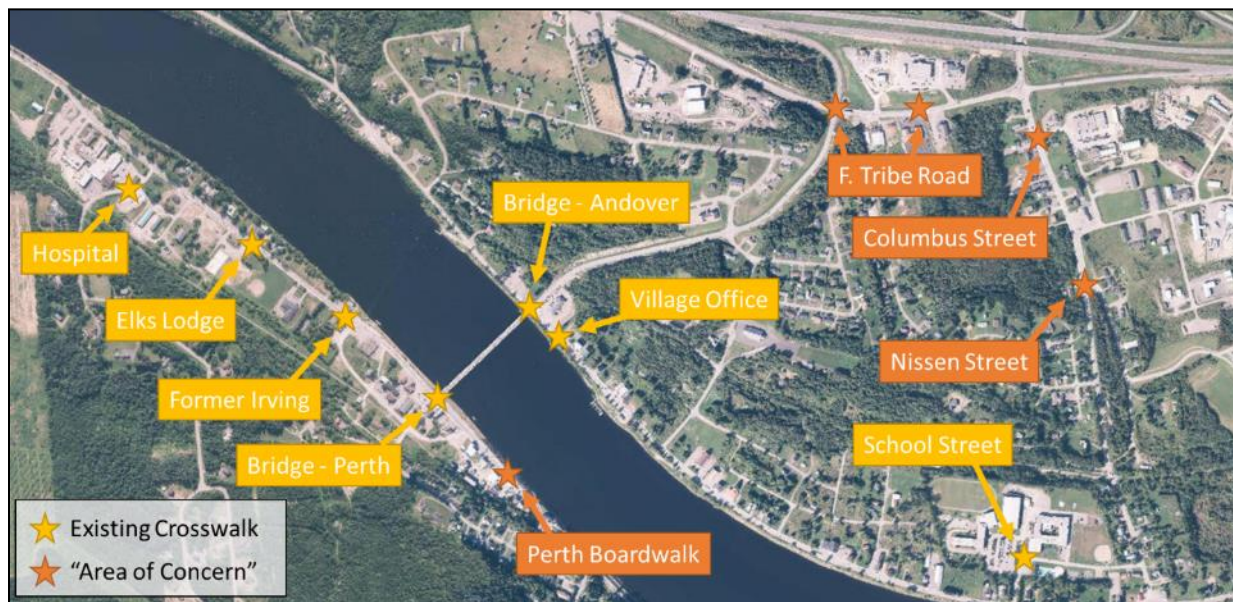 F. Tribe Road
Bridge - Andover
Columbus Street
Hospital
Village Office
Elks Lodge
Nissen Street
Former Irving
School Street
Bridge - Perth
Perth Boardwalk
Existing Crosswalk
“Area of Concern”